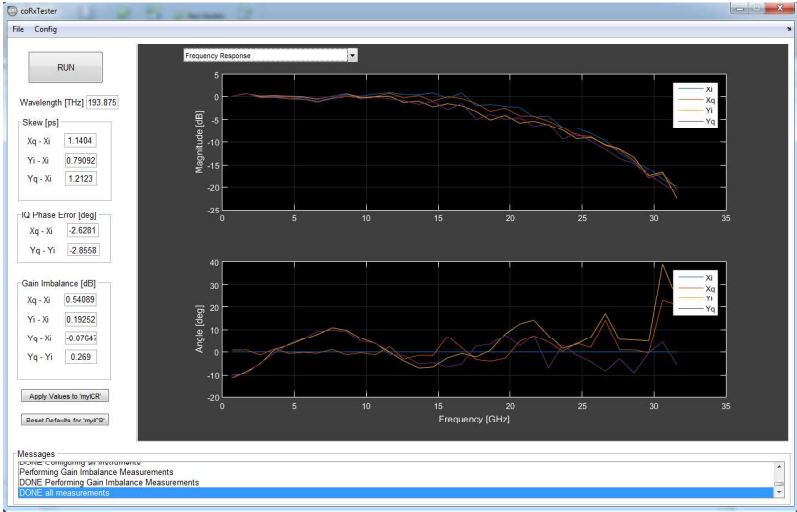 coRxTester
File Config
RUN
Wavelength [THz] 193.875
Skew [ps]
Xq - Xi 1.1404
Yi - Xi 0.79092
Yq - Xi 1.2123
IQ Phase Error [deg]
Xq - Xi -2.6281
Yq - Yi -2.8558
Gain Imbalance [dB]
Xq - Xi 0.54089
Yi - Xi 0.19252
Yq - Xi -0.07647
Yq - Yi 0.269
Apply Values to 'myICR'
Reset Defaults for 'myICR'
Frequency Response
Magnitude [dB]
5
0
-5
-10
-15
-20
-25
0 5 10 15 20 25 30 35
Xi
Xq
Yi
Yq
Angle [deg]
40
30
20
10
0
-10
-20
0 5 10 15 20 25 30 35
Frequency [GHz]
Xi
Xq
Yi
Yq
Messages
DONE Configuring all instruments
Performing Gain Imbalance Measurements
DONE Performing Gain Imbalance Measurements
DONE all measurements